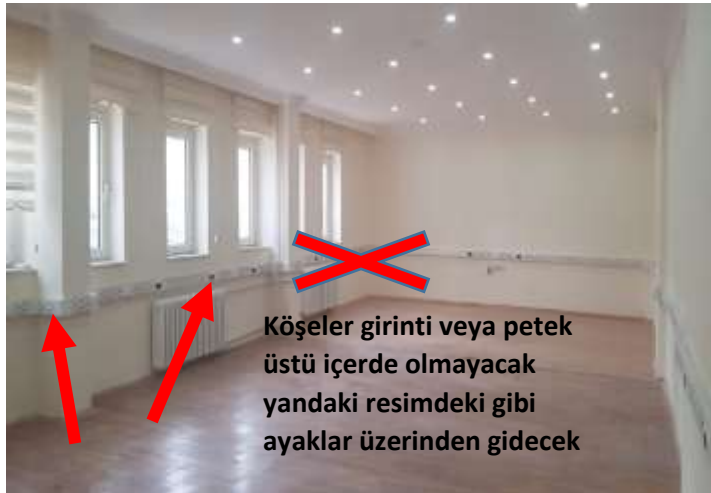 Köşeler girinti veya petek
üstü içerde olmayacak
yandaki resimdeki gibi
ayaklar üzerinden gidecek